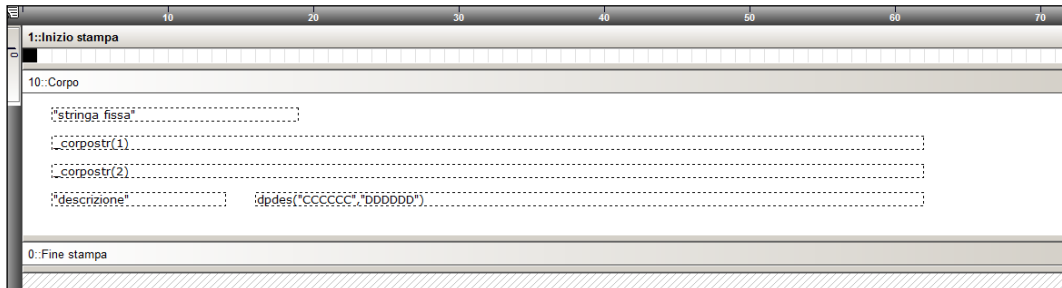 10 20 30 40 50 60 70
1::Inizio stampa
0
10::Corpo
"stringa fissa"
_corpostr(1)
_corpostr(2)
"descrizione" dpdes("CCCCCC","DDDDDD")
0::Fine stampa